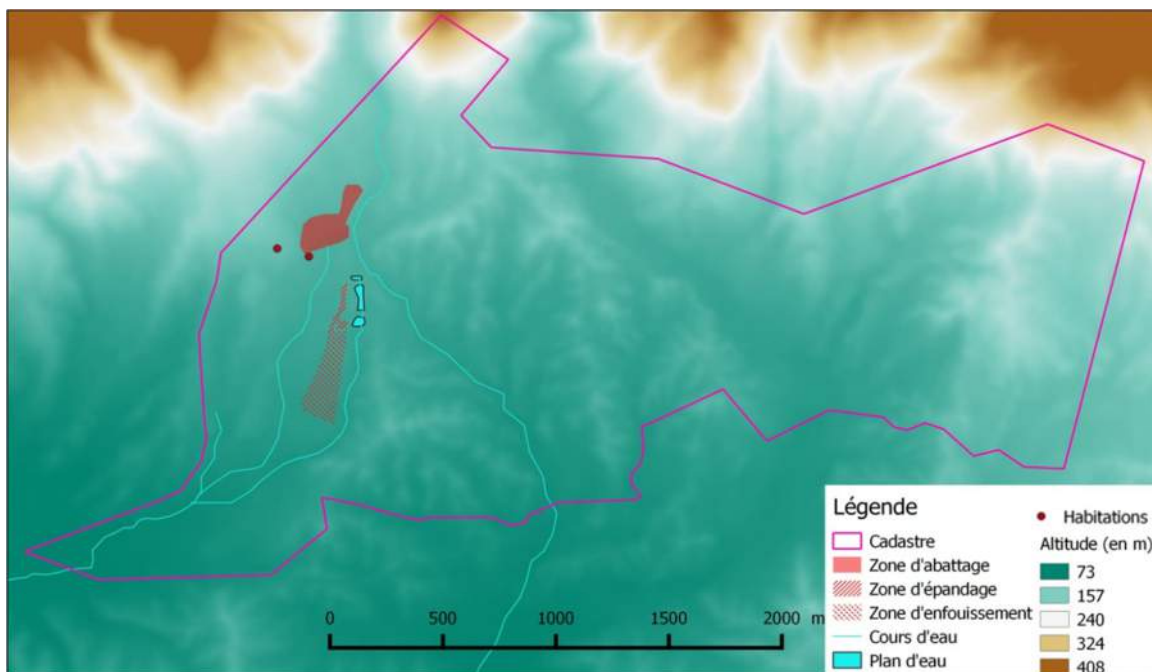 Légende
Cadastre
Zone d'abattage
Zone d'épandage
Zone d'enfouissement
Cours d'eau
Plan d'eau
Habitations
Altitude (en m)
73
157
240
324
408
0 500 1000 1500 2000 m